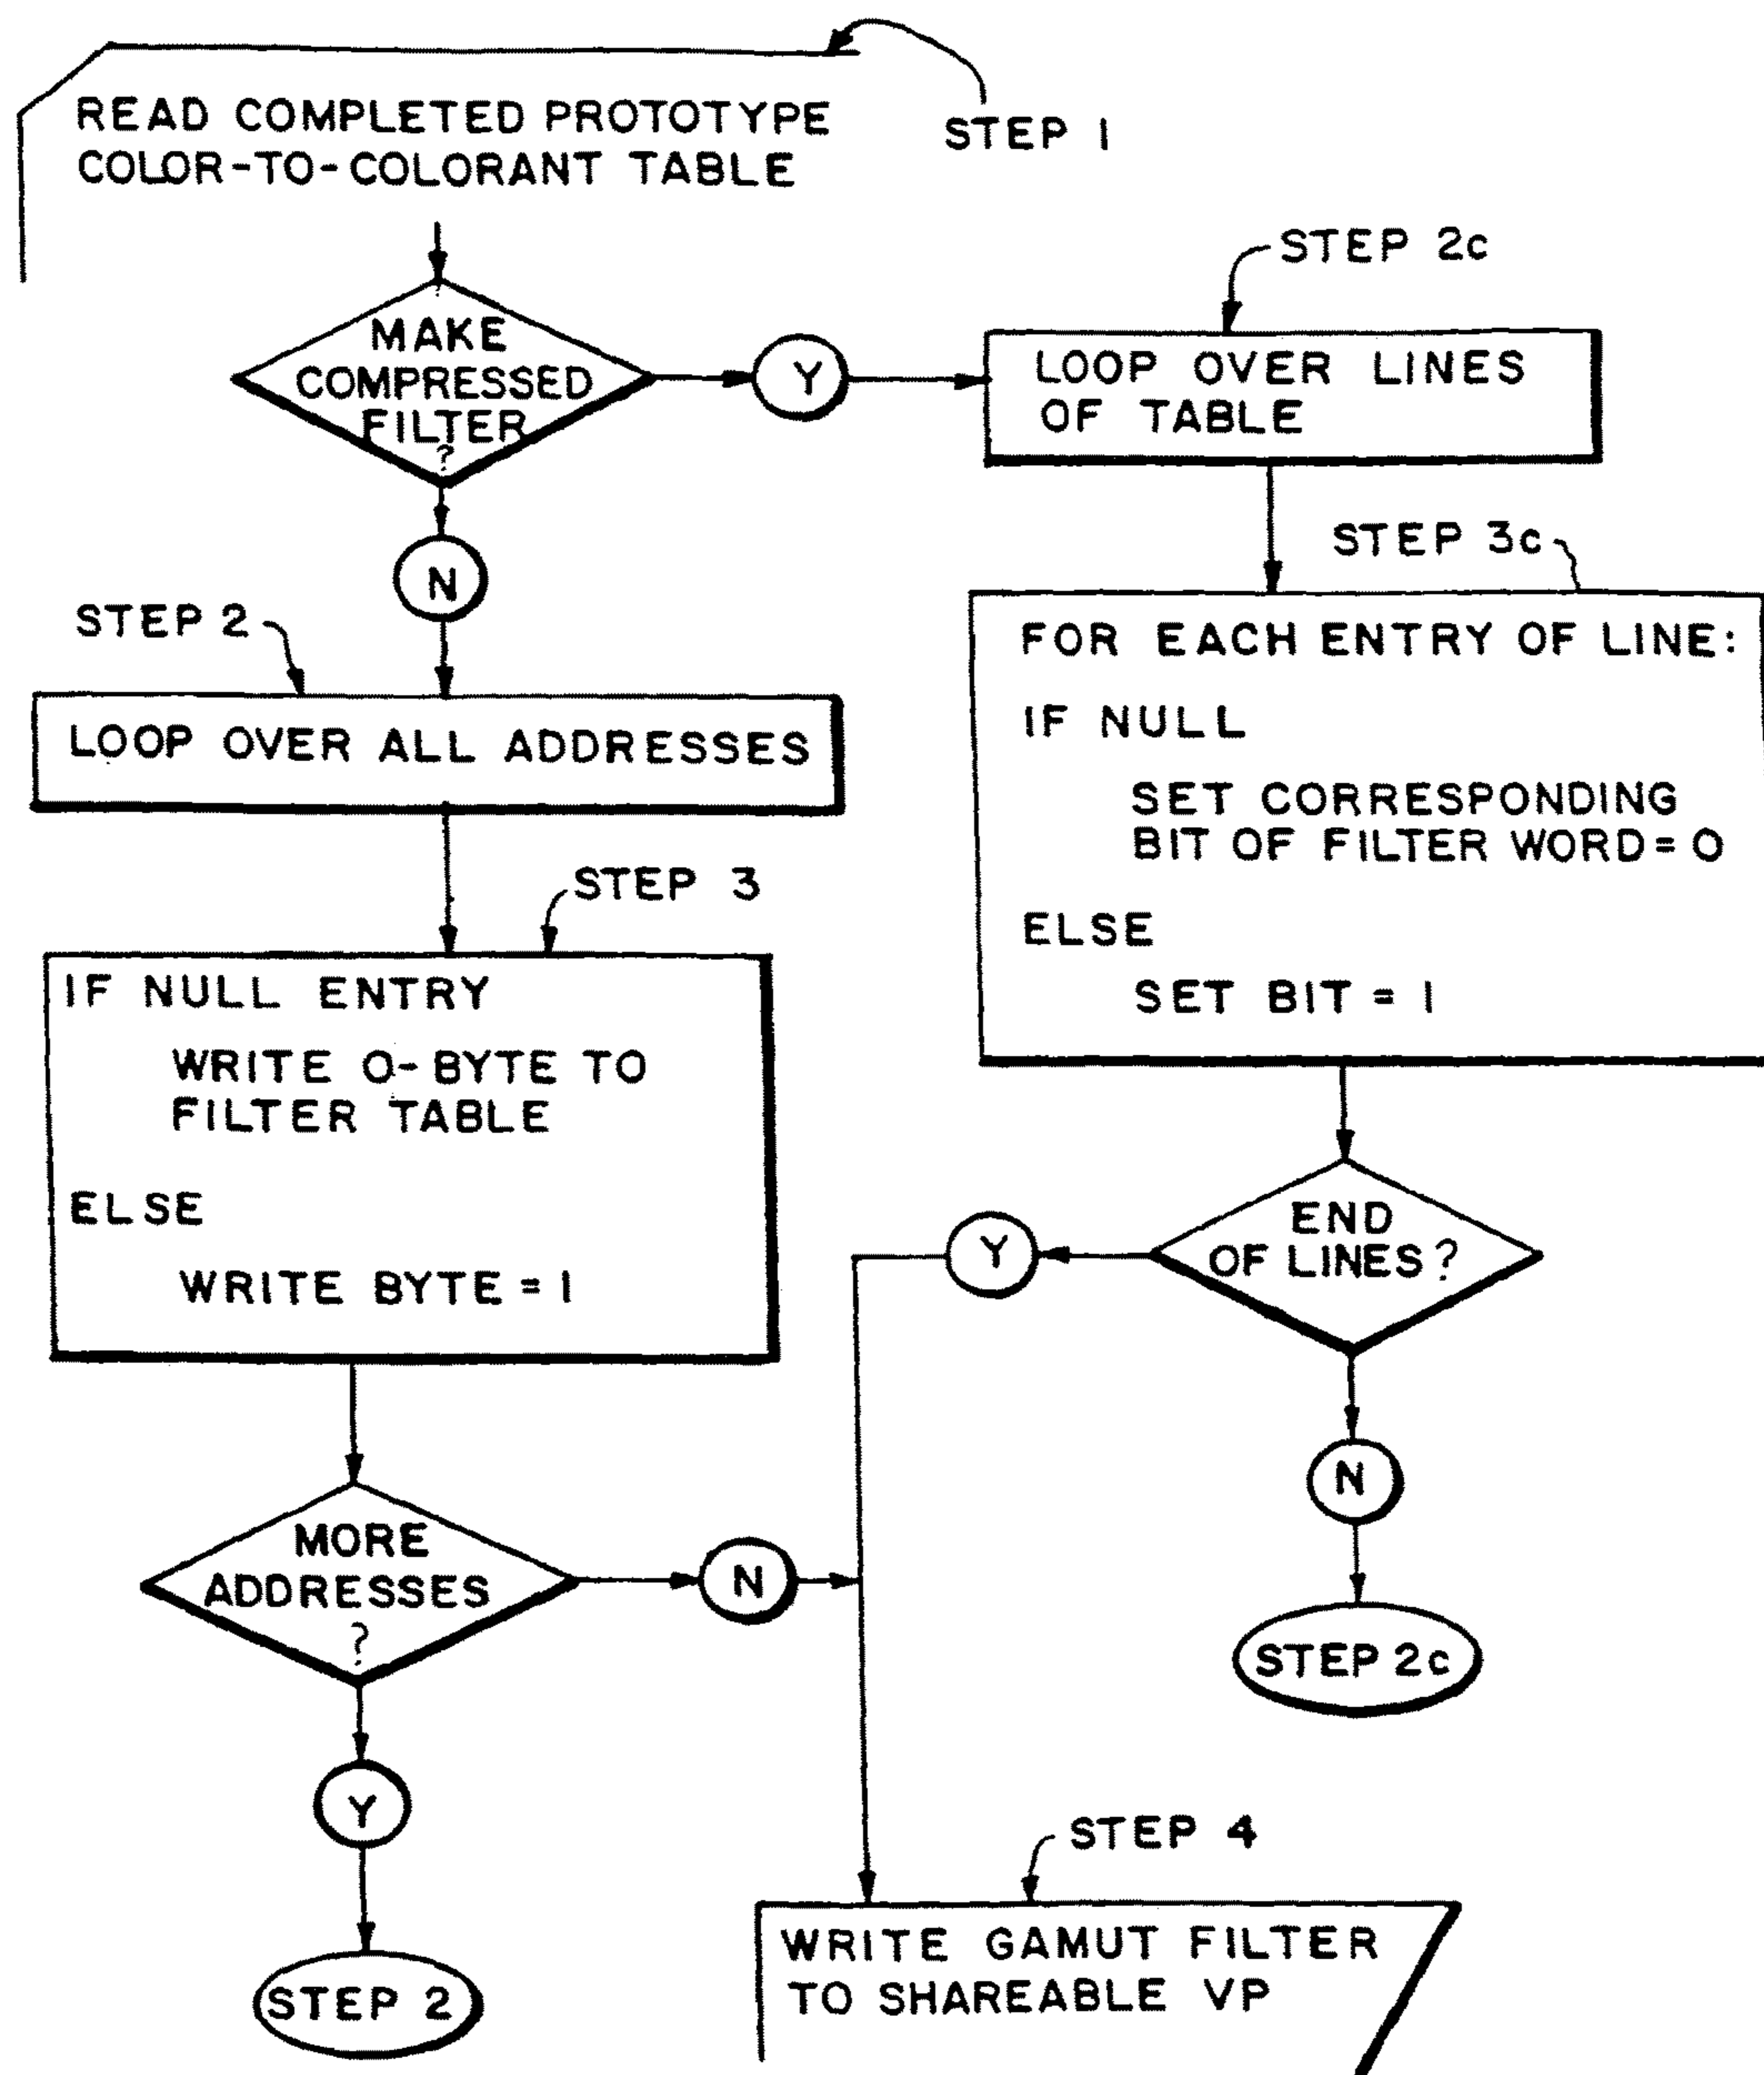 READ COMPLETED PROTOTYPE
COLOR-TO-COLORANT TABLE
STEP 1
?
MAKE
COMPRESSED
FILTER
?
Y
STEP 2c
LOOP OVER LINES
OF TABLE
N
STEP 3c
FOR EACH ENTRY OF LINE:
IF NULL
SET CORRESPONDING
BIT OF FILTER WORD=0
ELSE
SET BIT = 1
STEP 2
LOOP OVER ALL ADDRESSES
STEP 3
IF NULL ENTRY
WRITE 0-BYTE TO
FILTER TABLE
ELSE
WRITE BYTE = 1
END
OF LINES?
Y
N
STEP 2c
MORE
ADDRESSES
?
N
Y
STEP 2
STEP 4
WRITE GAMUT FILTER
TO SHAREABLE VP